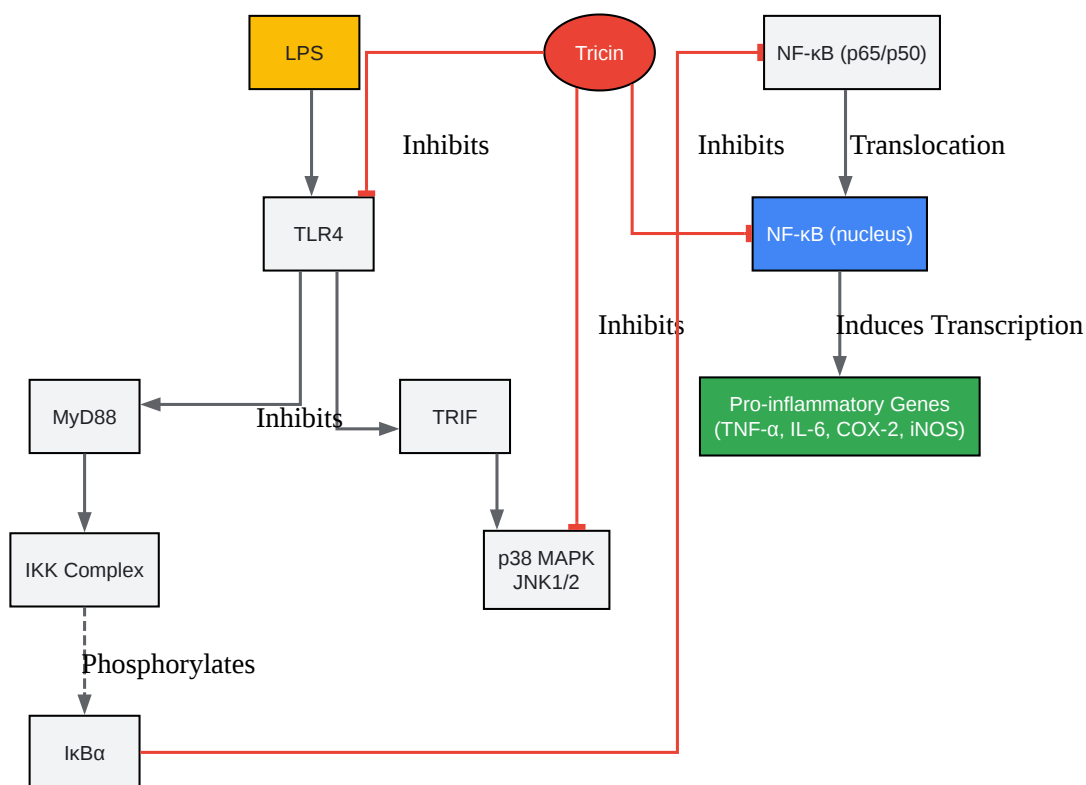 LPS
Tricin
NF-κB (p65/p50)
Inhibits
Inhibits
Translocation
TLR4
NF-κB (nucleus)
Inhibits
Induces Transcription
MyD88
Inhibits
TRIF
Pro-inflammatory Genes
(TNF-α, IL-6, COX-2, iNOS)
IKK Complex
p38 MAPK
JNK1/2
Phosphorylates
IκBα